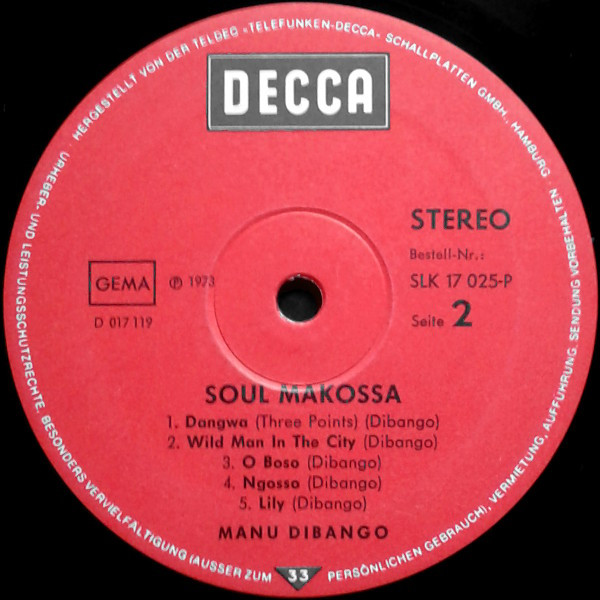 DECCA
STEREO
Bestell-Nr.:
SLK 17 025-P
Seite 2
GEMA
℗ 1973
D 017 119
SOUL MAKOSSA
1. Dangwa (Three Points) (Dibango)
2. Wild Man In The City (Dibango)
3. O Boso (Dibango)
4. Ngosso (Dibango)
5. Lily (Dibango)
MANU DIBANGO
33
HERGESTELLT VON DER TELDEC »TELEFUNKEN-DECCA« SCHALLPLATTEN GMBH., HAMBURG · URHEBER- UND LEISTUNGSSCHUTZRECHTE, BESONDERS VERVIELFÄLTIGUNG (AUSSER ZUM PERSÖNLICHEN GEBRAUCH), VERMIETUNG, AUFFÜHRUNG, SENDUNG VORBEHALTEN ·